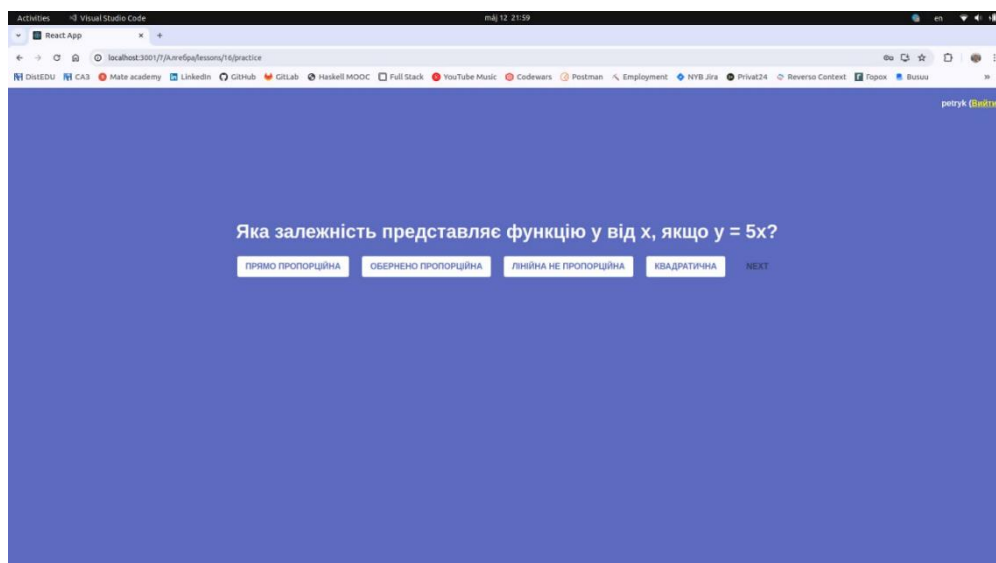 Activities Visual Studio Code máj 12 21:59 en
React App
localhost:3001/7/Алгебра/lessons/16/practice
DistEDU CA3 Mate academy LinkedIn GitHub GitLab Haskell MOOC Full Stack YouTube Music Codewars Postman Employment NYB Jira Privat24 Reverso Context Горох Busuu
petryk (Вийти
Яка залежність представляє функцію y від x, якщо y = 5x?
ПРЯМО ПРОПОРЦІЙНА ОБЕРНЕНО ПРОПОРЦІЙНА ЛІНІЙНА НЕ ПРОПОРЦІЙНА КВАДРАТИЧНА NEXT